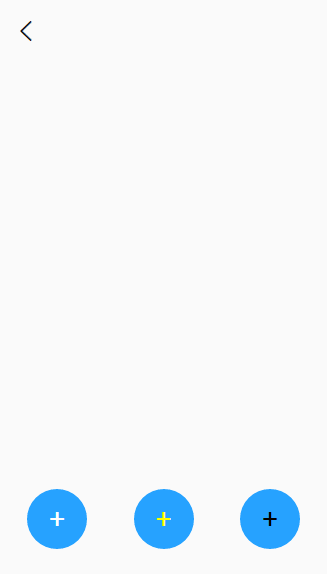 + + +